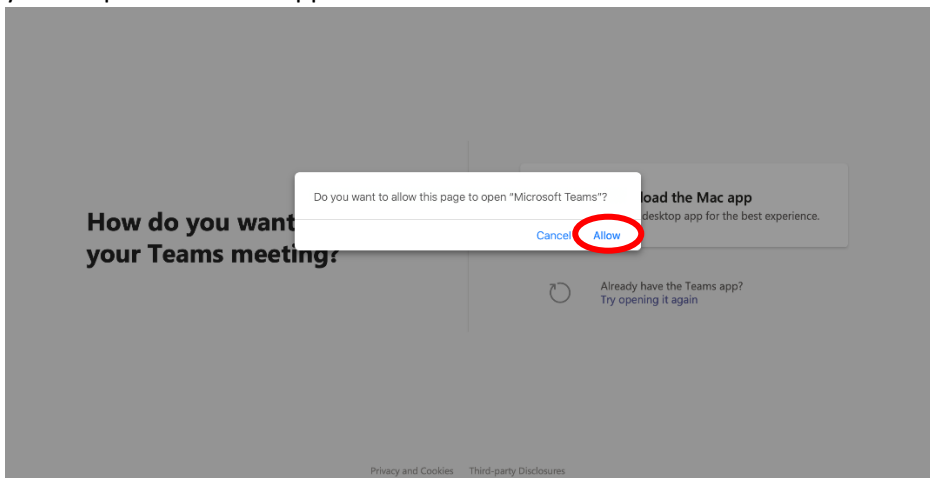 Do you want to allow this page to open "Microsoft Teams"?
Cancel Allow
How do you want
your Teams meeting?
load the Mac app
desktop app for the best experience.
Already have the Teams app?
Try opening it again
Privacy and Cookies Third-party Disclosures